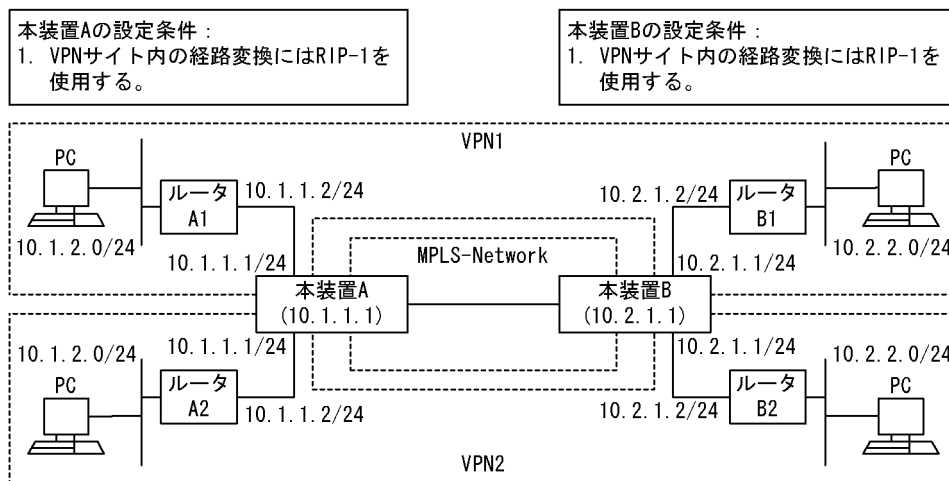 本装置Aの設定条件：
1. VPNサイト内の経路変換にはRIP-1を
使用する。
本装置Bの設定条件：
1. VPNサイト内の経路変換にはRIP-1を
使用する。
VPN1
PC
ルータ
A1
10.1.1.2/24
10.1.2.0/24
10.1.1.1/24
10.2.1.2/24
ルータ
B1
PC
10.2.2.0/24
10.2.1.1/24
MPLS-Network
本装置A
(10.1.1.1)
本装置B
(10.2.1.1)
10.1.2.0/24
PC
10.1.1.1/24
ルータ
A2
10.1.1.2/24
10.2.1.1/24
10.2.2.0/24
ルータ
B2
PC
10.2.1.2/24
VPN2